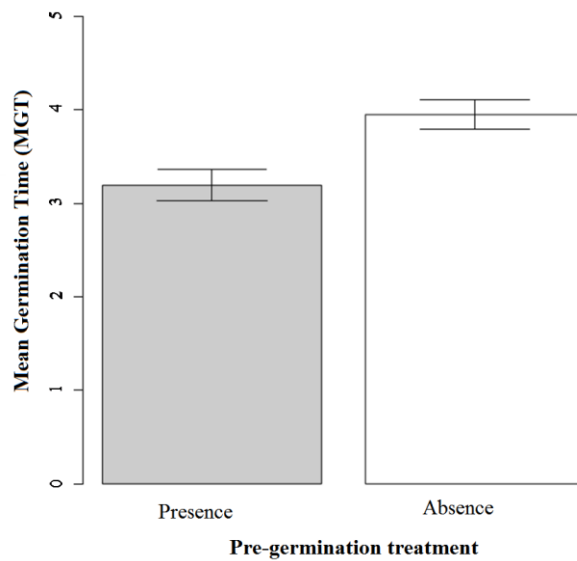 Mean Germination Time (MGT)
5
4
3
2
1
0
Presence
Absence
Pre-germination treatment